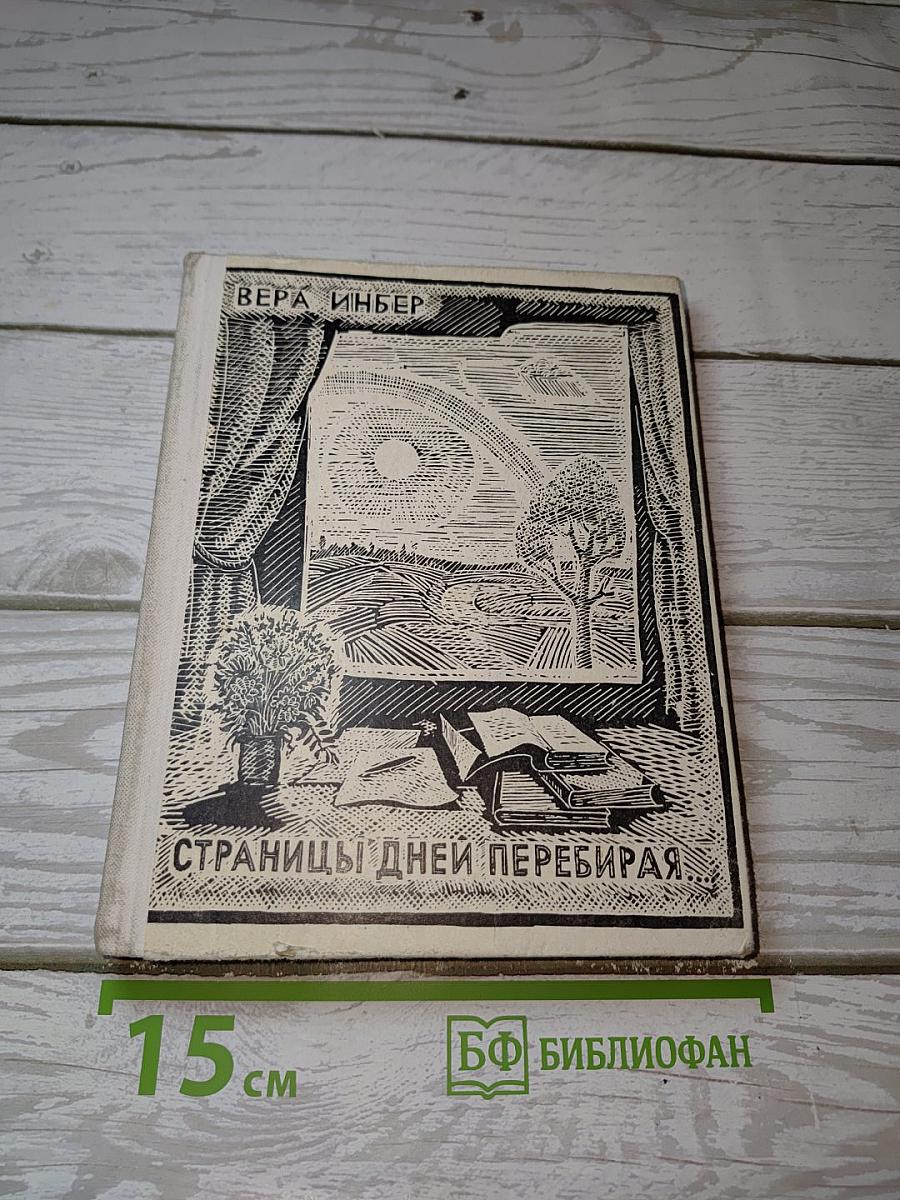 ВЕРА ИНБЕР
СТРАНИЦЫ ДНЕЙ ПЕРЕБИРАЯ....
15 см
БФ БИБЛИОФАН